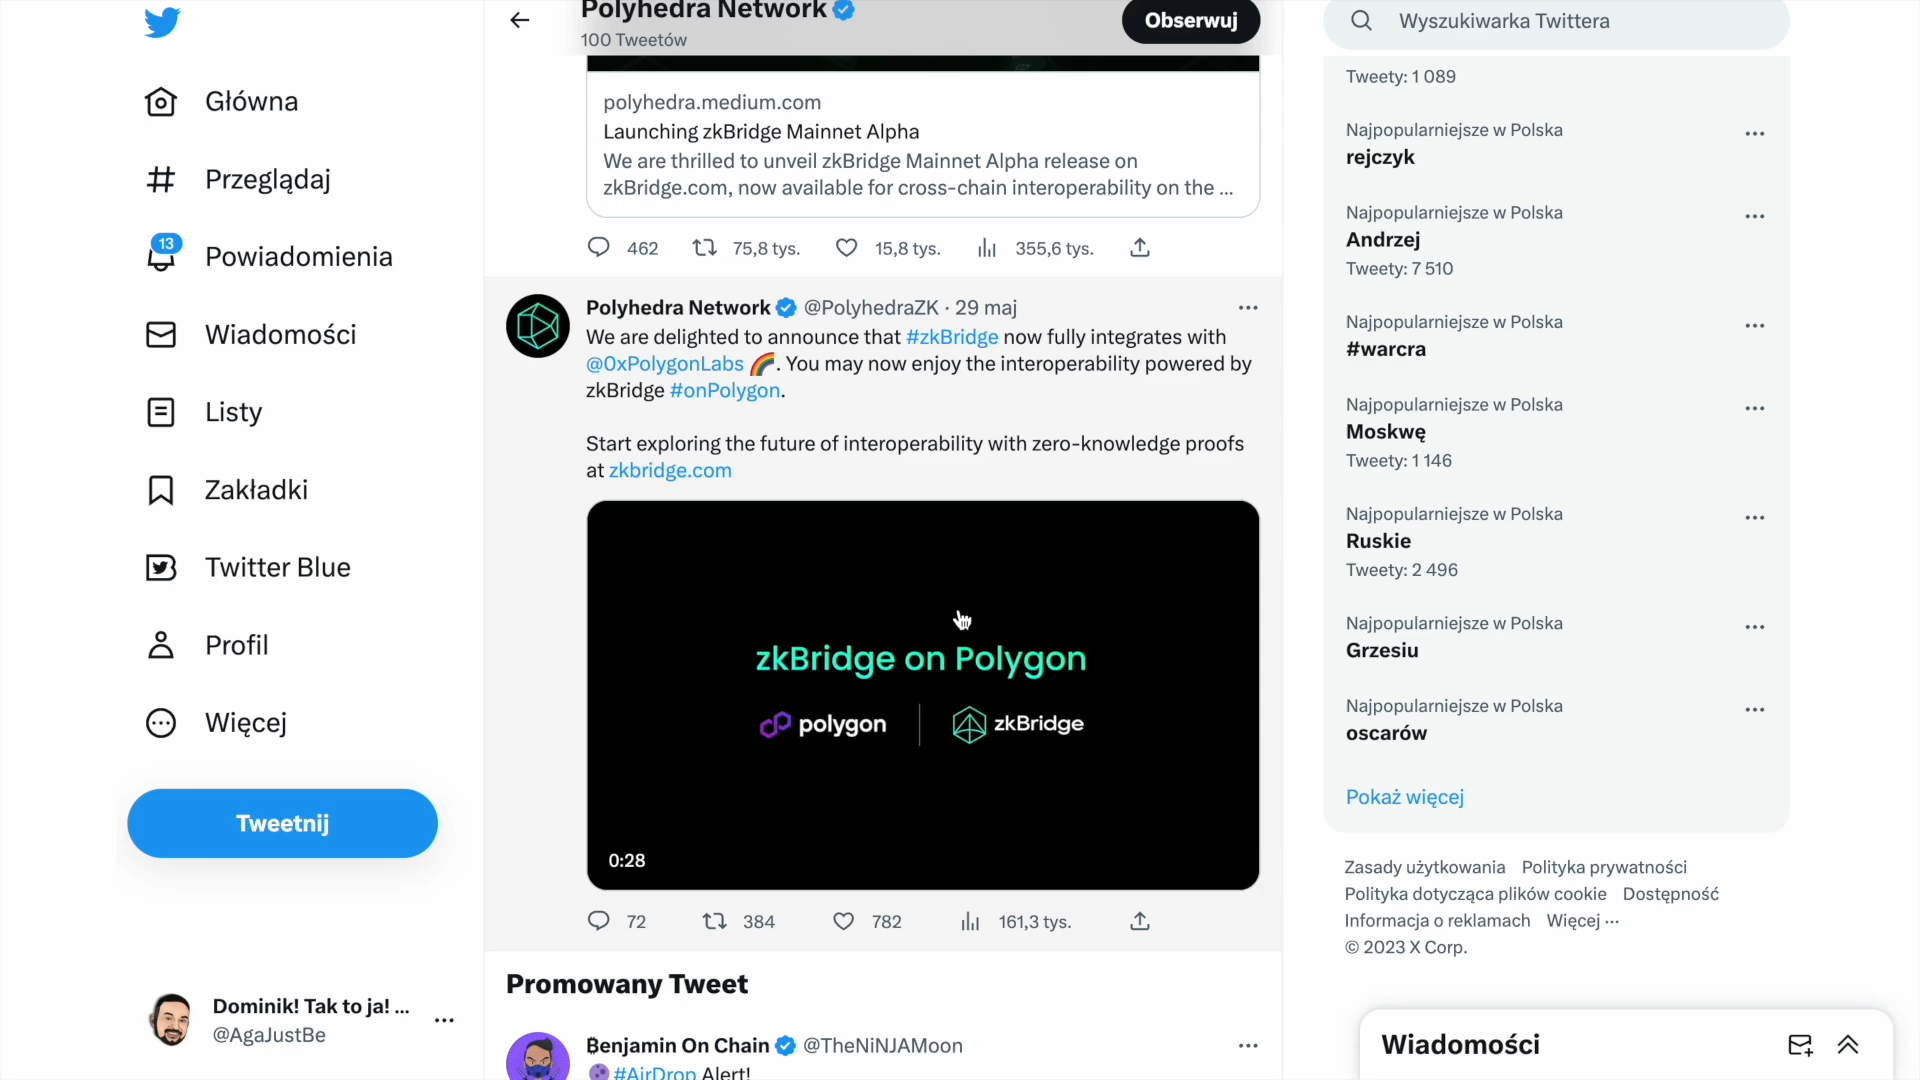 Główna
Przeglądaj
13
Powiadomienia
Wiadomości
Listy
Zakładki
Twitter Blue
Profil
Więcej
Tweetnij
Dominik! Tak to ja! ...
@AgaJustBe
Polyhedra Network
100 Tweetów
Obserwuj
polyhedra.medium.com
Launching zkBridge Mainnet Alpha
We are thrilled to unveil zkBridge Mainnet Alpha release on
zkBridge.com, now available for cross-chain interoperability on the ...
462 75,8 tys. 15,8 tys. 355,6 tys.
Polyhedra Network @PolyhedraZK · 29 maj
We are delighted to announce that #zkBridge now fully integrates with
@0xPolygonLabs 🌈. You may now enjoy the interoperability powered by
zkBridge #onPolygon.
Start exploring the future of interoperability with zero-knowledge proofs
at zkbridge.com
zkBridge on Polygon
polygon | zkBridge
0:28
72 384 782 161,3 tys.
Promowany Tweet
₿enjamin On Chain @TheNiNJAMoon
#AirDrop Alert!
Wyszukiwarka Twittera
Tweety: 1 089
Najpopularniejsze w Polska
rejczyk
Najpopularniejsze w Polska
Andrzej
Tweety: 7 510
Najpopularniejsze w Polska
#warcra
Najpopularniejsze w Polska
Moskwę
Tweety: 1 146
Najpopularniejsze w Polska
Ruskie
Tweety: 2 496
Najpopularniejsze w Polska
Grzesiu
Najpopularniejsze w Polska
oscarów
Pokaż więcej
Zasady użytkowania Polityka prywatności
Polityka dotycząca plików cookie Dostępność
Informacja o reklamach Więcej ···
© 2023 X Corp.
Wiadomości